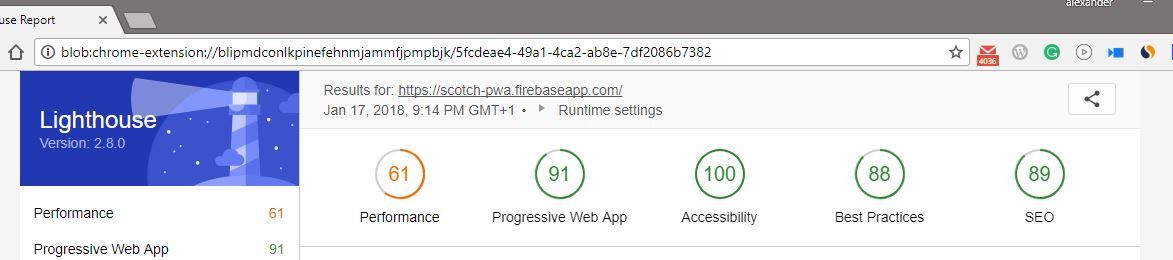 alexander
use Report
blob:chrome-extension://blipmdconlkpinefehnmjammfjpmpbjk/5fcdeae4-49a1-4ca2-ab8e-7df2086b7382
4036
Lighthouse
Version: 2.8.0
Results for: https://scotch-pwa.firebaseapp.com/
Jan 17, 2018, 9:14 PM GMT+1 • Runtime settings
61 91 100 88 89
Performance Progressive Web App Accessibility Best Practices SEO
Performance 61
Progressive Web App 91